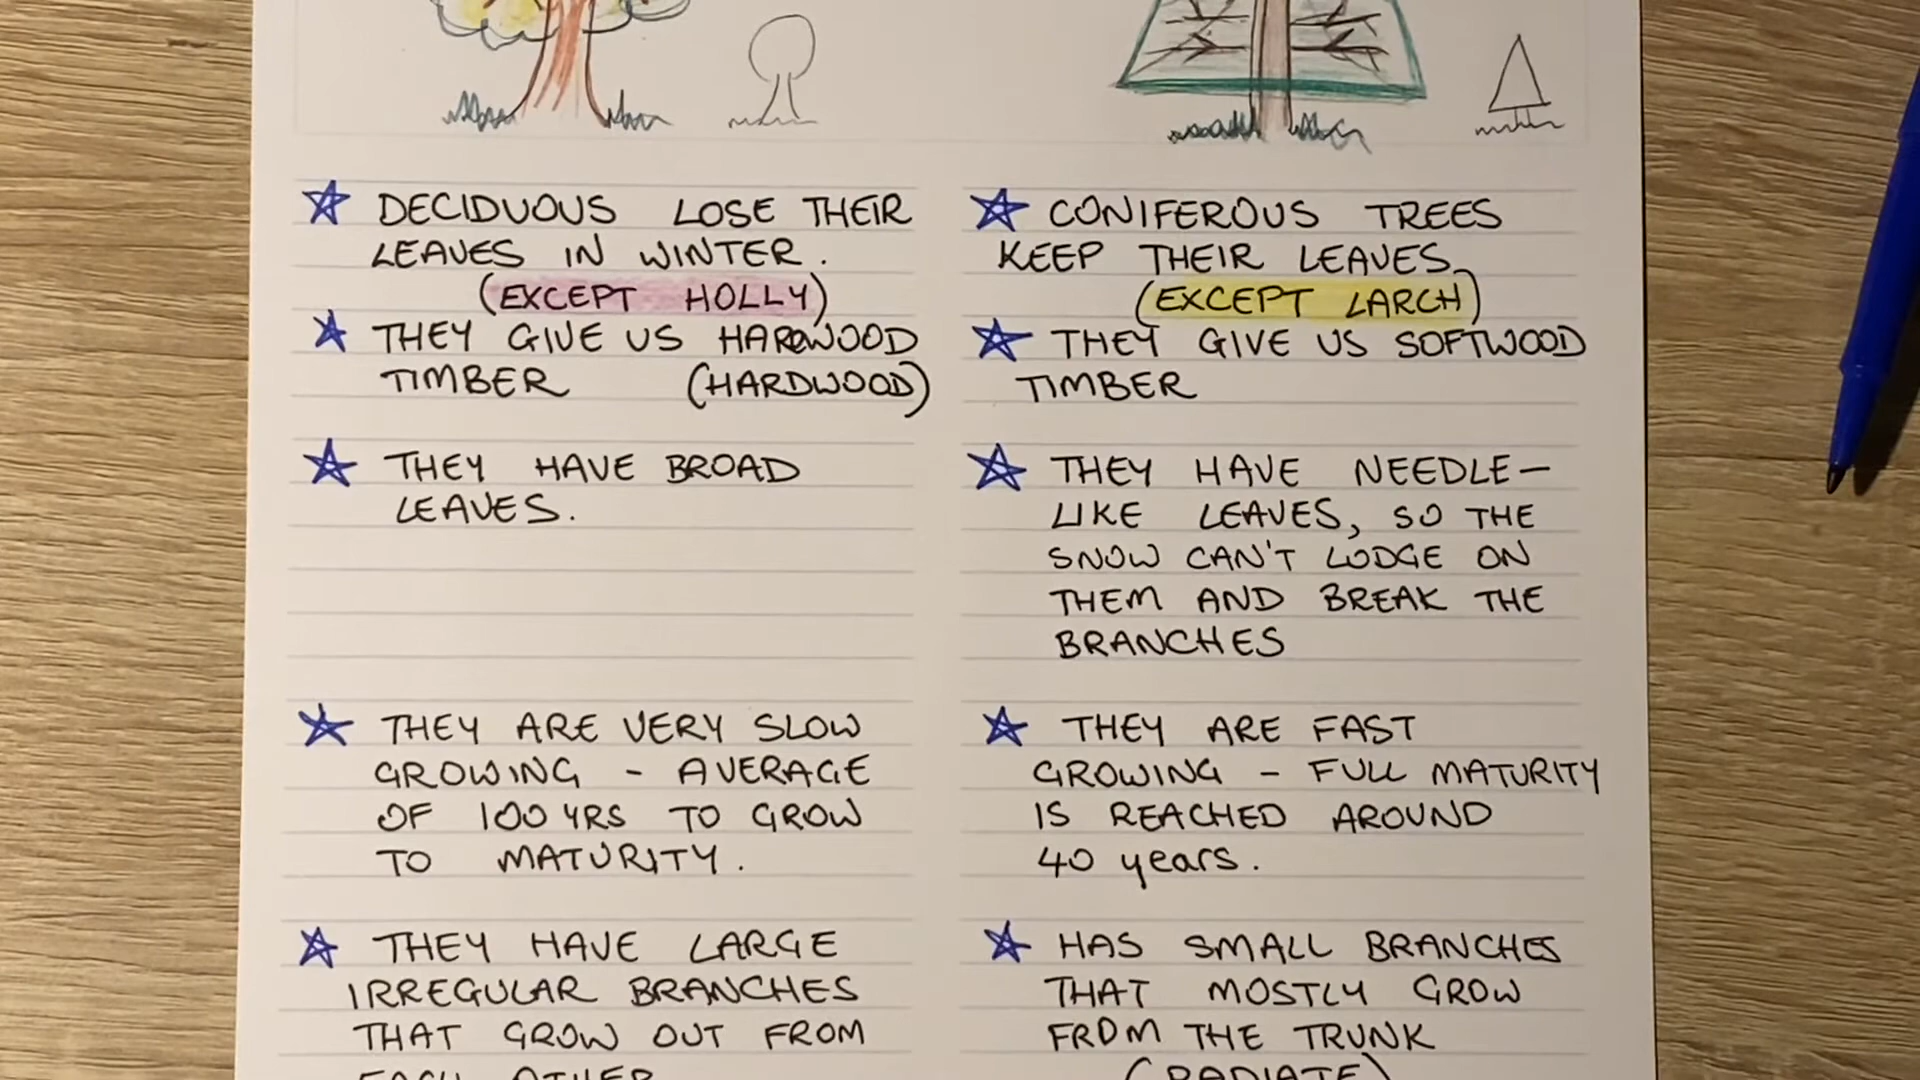 DECIDUOUS LOSE THEIR
LEAVES IN WINTER.
(EXCEPT HOLLY)
THEY GIVE US HARDWOOD
TIMBER (HARDWOOD)
THEY HAVE BROAD
LEAVES.
THEY ARE VERY SLOW
GROWING - AVERAGE
OF 100 YRS TO GROW
TO MATURITY.
THEY HAVE LARGE
IRREGULAR BRANCHES
THAT GROW OUT FROM
EACH OTHER
CONIFEROUS TREES
KEEP THEIR LEAVES
(EXCEPT LARCH)
THEY GIVE US SOFTWOOD
TIMBER
THEY HAVE NEEDLE-
LIKE LEAVES, SO THE
SNOW CAN'T LODGE ON
THEM AND BREAK THE
BRANCHES
THEY ARE FAST
GROWING - FULL MATURITY
IS REACHED AROUND
40 years.
HAS SMALL BRANCHES
THAT MOSTLY GROW
FROM THE TRUNK
(RADIATE)